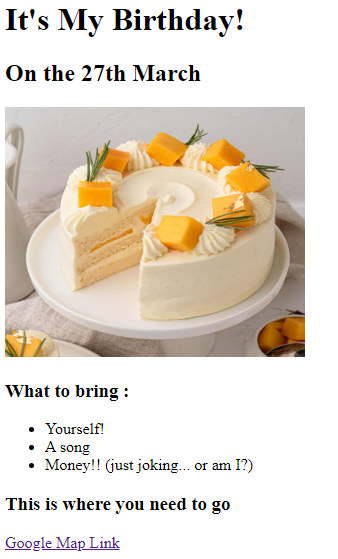 It's My Birthday!
On the 27th March
What to bring :
Yourself!
A song
Money!! (just joking... or am I?)
This is where you need to go
Google Map Link